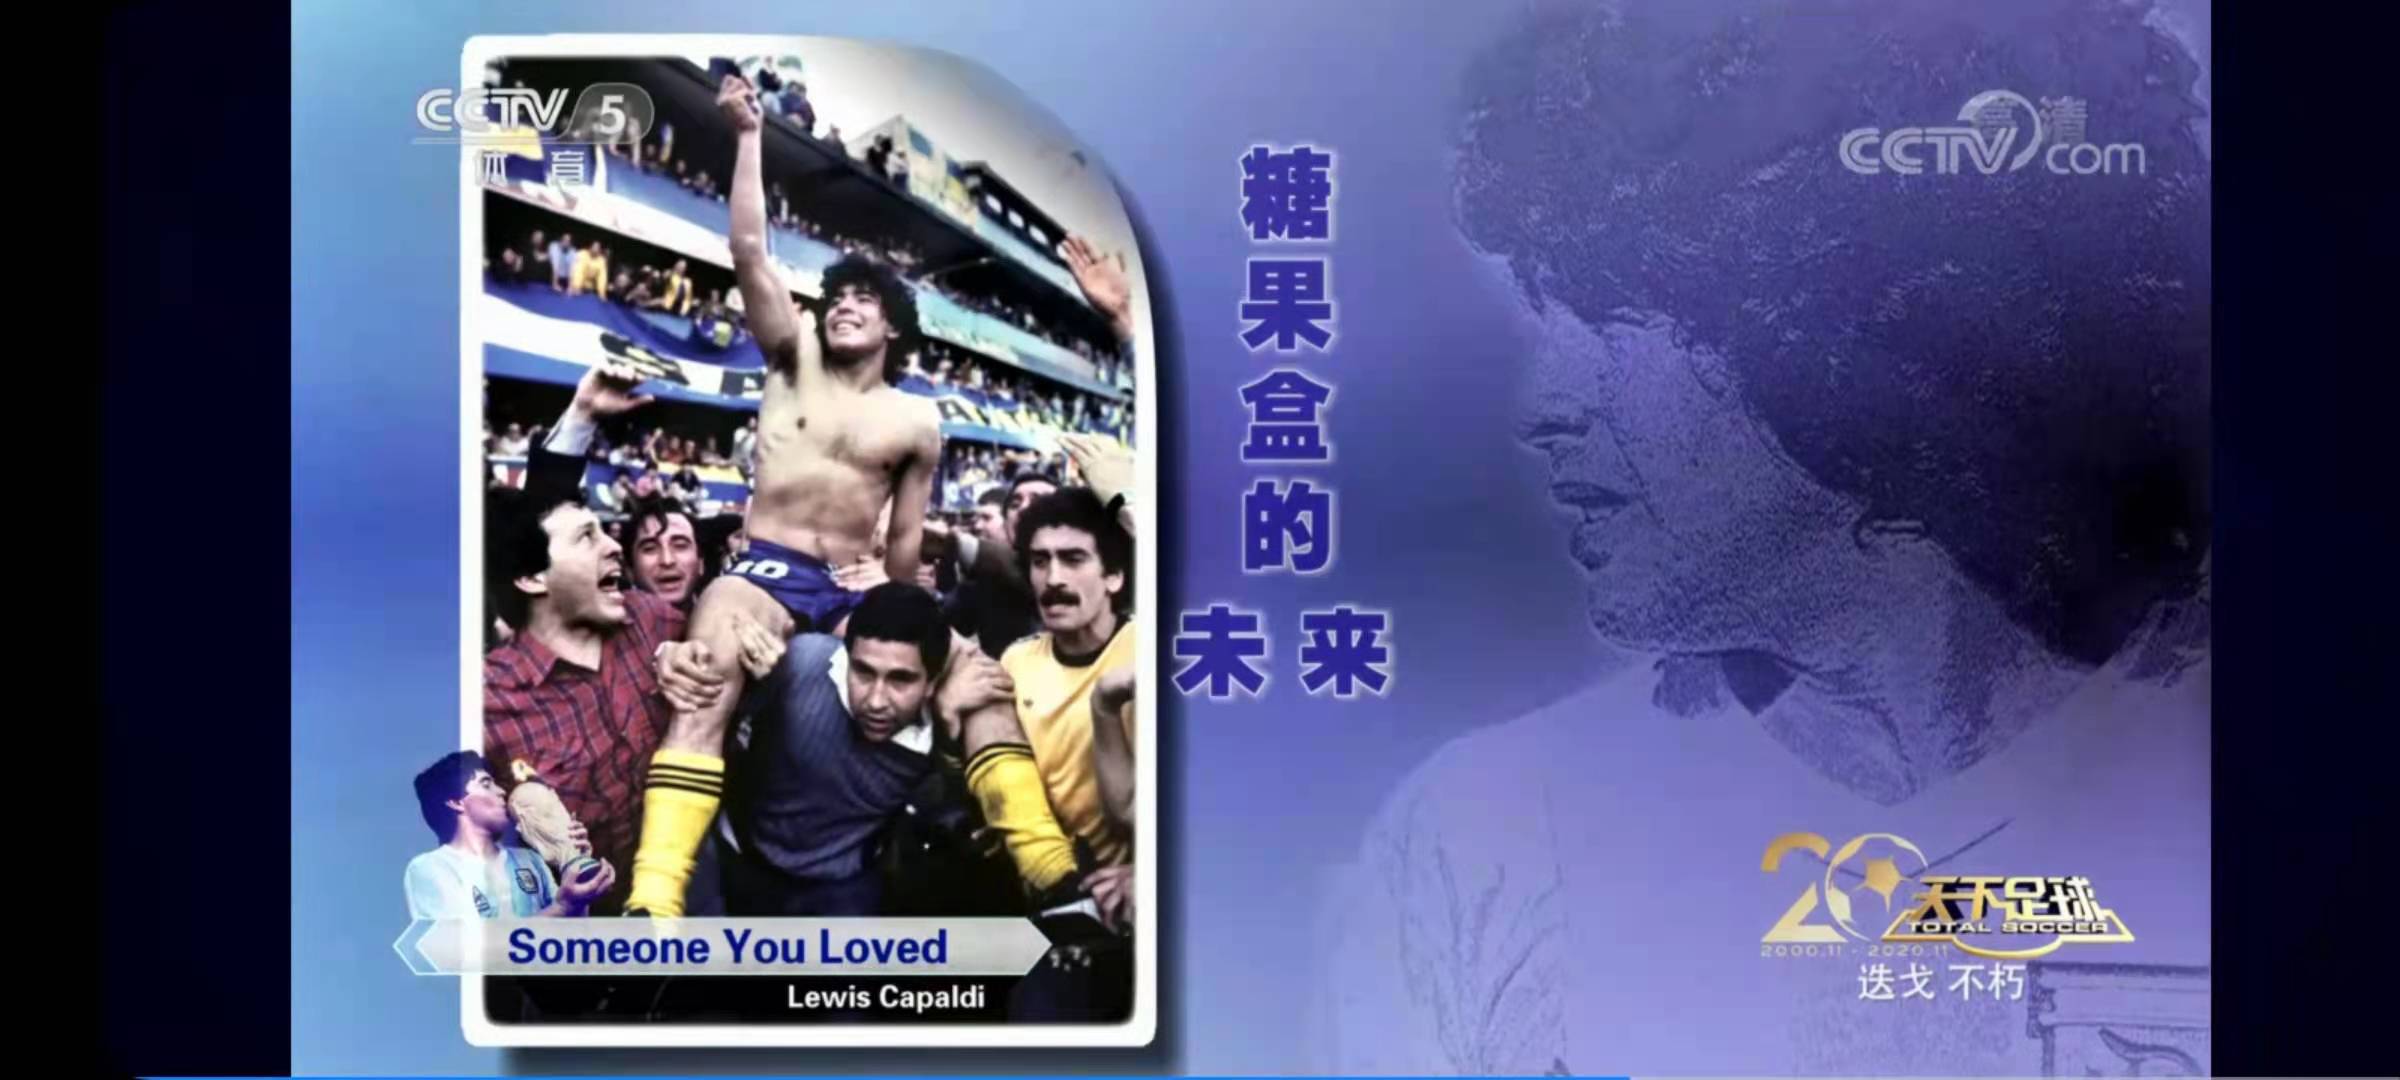 CCTV 5
体育
高清
CCTV com
糖果盒的
未来
10
Someone You Loved
Lewis Capaldi
20 天下足球
TOTAL SOCCER
2000.11 - 2020.11
迭戈 不朽